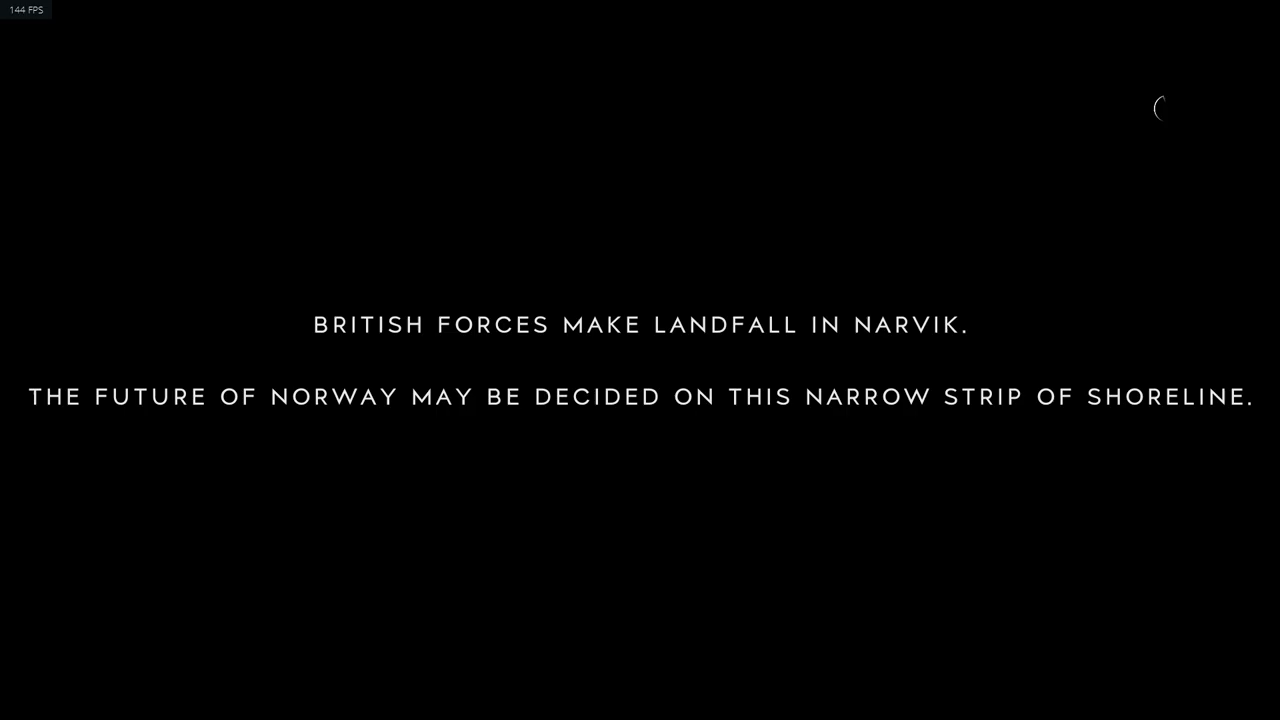 144 FPS
BRITISH FORCES MAKE LANDFALL IN NARVIK.
THE FUTURE OF NORWAY MAY BE DECIDED ON THIS NARROW STRIP OF SHORELINE.